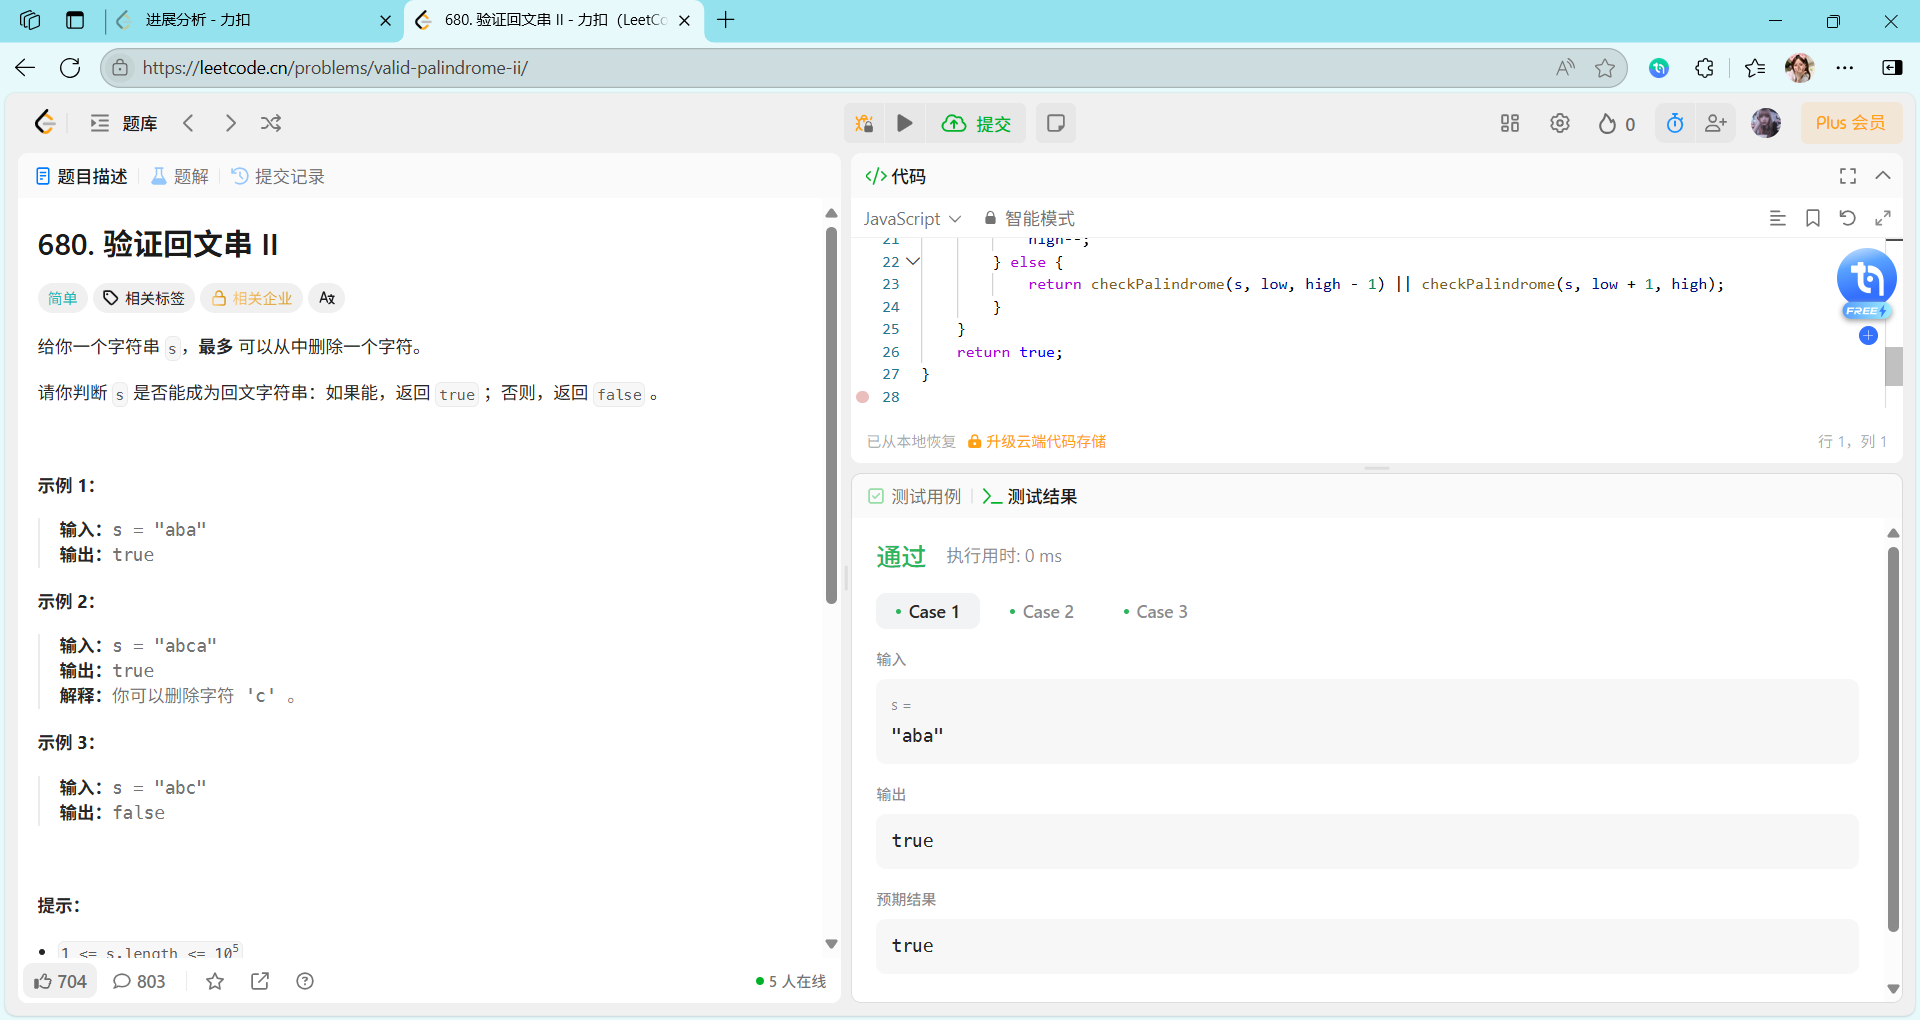 进展分析 - 力扣
680. 验证回文串 II - 力扣（LeetCo
https://leetcode.cn/problems/valid-palindrome-ii/
题库
提交
0
Plus 会员
题目描述
题解
提交记录
680. 验证回文串 II
简单
相关标签
相关企业
给你一个字符串 s，最多 可以从中删除一个字符。
请你判断 s 是否能成为回文字符串：如果能，返回 true ；否则，返回 false 。
示例 1：
输入：s = "aba"
输出：true
示例 2：
输入：s = "abca"
输出：true
解释：你可以删除字符 'c' 。
示例 3：
输入：s = "abc"
输出：false
提示：
1 <= s.length <= 10⁵
704
803
5 人在线
代码
JavaScript
智能模式
21 high--;
22 } else {
23 return checkPalindrome(s, low, high - 1) || checkPalindrome(s, low + 1, high);
24 }
25 }
26 return true;
27 }
28
FREE
已从本地恢复
升级云端代码存储
行 1，列 1
测试用例
测试结果
通过
执行用时: 0 ms
Case 1
Case 2
Case 3
输入
s =
"aba"
输出
true
预期结果
true